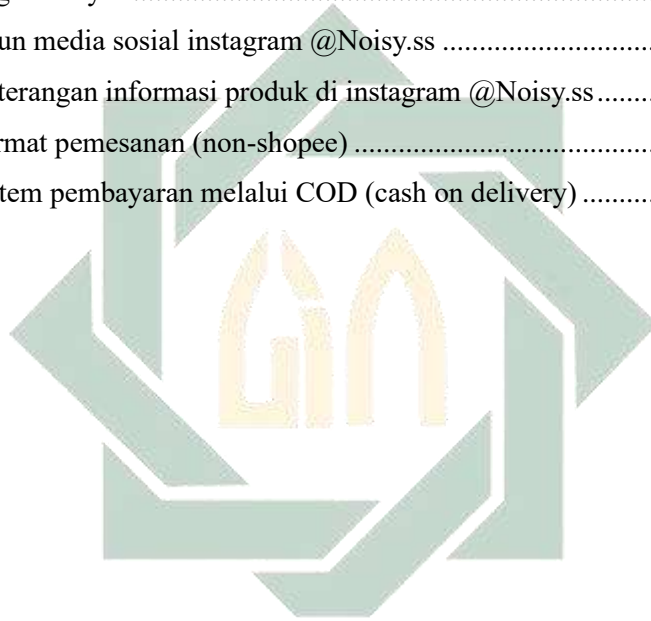 un media sosial instagram @Noisy.ss ............................
terangan informasi produk di instagram @Noisy.ss ........
rmat pemesanan (non-shopee) ..........................................
tem pembayaran melalui COD (cash on delivery) ..........
uin